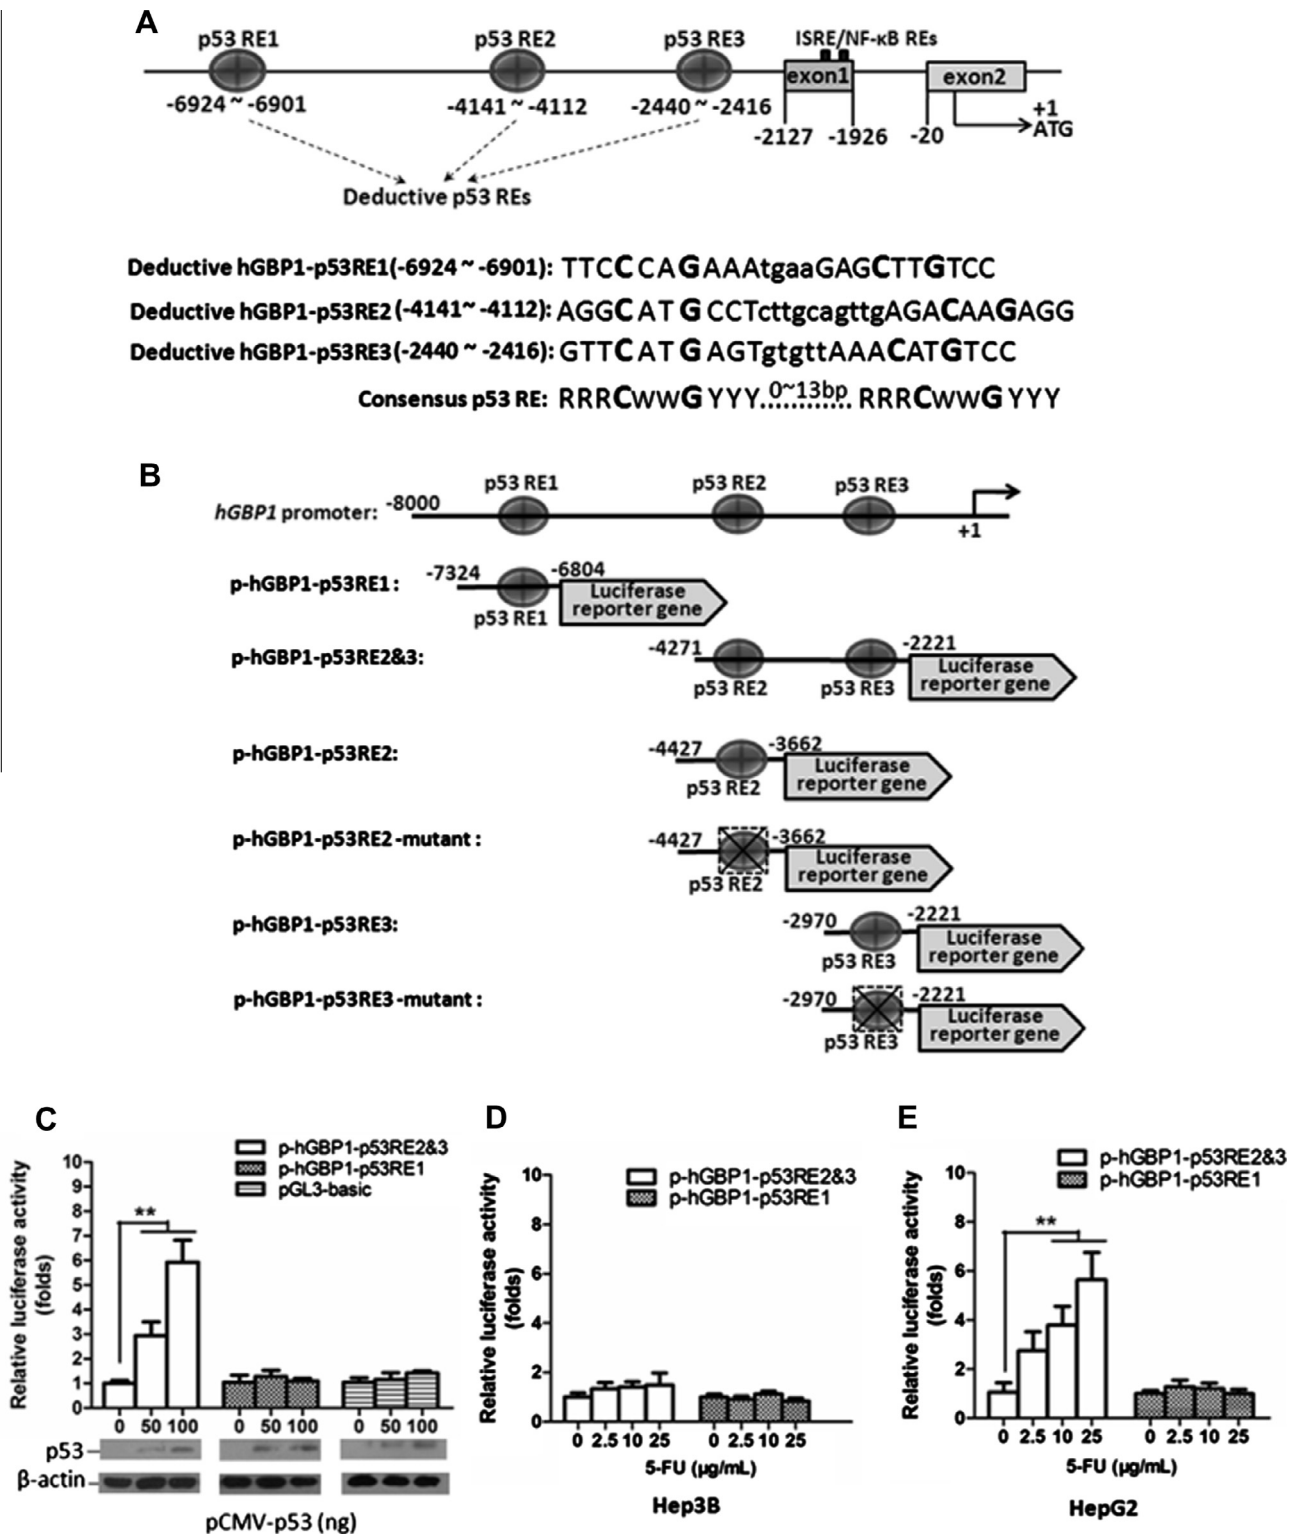 A
p53 RE1 p53 RE2 p53 RE3 ISRE/NF-κB REs
exon1 exon2
-6924 ~ -6901 -4141 ~ -4112 -2440 ~ -2416
+1
-2127 -1926 -20 ATG
Deductive p53 REs
Deductive hGBP1-p53RE1(-6924 ~ -6901): TTCCCAGAAAtgaaGAGCTTGTCC
Deductive hGBP1-p53RE2 (-4141~ -4112): AGGCATGCCTcttgcagttgAGACAAGAGG
Deductive hGBP1-p53RE3(-2440 ~ -2416): GTTCATGAGTgtgttAAACATGTCC
Consensus p53 RE: RRRCwwGYYY.............RRRCwwGYYY
0~13bp
B
p53 RE1 p53 RE2 p53 RE3
hGBP1 promoter: -8000
+1
p-hGBP1-p53RE1 : -7324 -6804
Luciferase
reporter gene
p53 RE1
p-hGBP1-p53RE2&3: -4271 -2221
Luciferase
reporter gene
p53 RE2 p53 RE3
p-hGBP1-p53RE2: -4427 -3662
Luciferase
reporter gene
p53 RE2
p-hGBP1-p53RE2 -mutant : -4427 -3662
Luciferase
reporter gene
p53 RE2
p-hGBP1-p53RE3: -2970 -2221
Luciferase
reporter gene
p53 RE3
p-hGBP1-p53RE3 -mutant : -2970 -2221
Luciferase
reporter gene
p53 RE3
C
p-hGBP1-p53RE2&3
p-hGBP1-p53RE1
pGL3-basic
Relative luciferase activity
(folds)
10
9
8
7
6
5
4
3
2
1
0
**
0 50 100 0 50 100 0 50 100
p53
β-actin
pCMV-p53 (ng)
D
p-hGBP1-p53RE2&3
p-hGBP1-p53RE1
Relative luciferase activity
(folds)
10
8
6
4
2
0
0 2.5 10 25 0 2.5 10 25
5-FU (μg/mL)
Hep3B
E
p-hGBP1-p53RE2&3
p-hGBP1-p53RE1
Relative luciferase activity
(folds)
10
8
6
4
2
0
**
0 2.5 10 25 0 2.5 10 25
5-FU (μg/mL)
HepG2